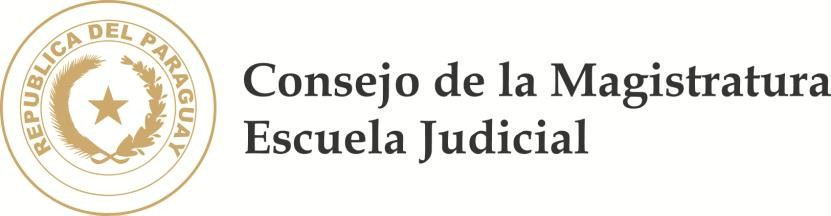 REPUBLICA DEL PARAGUAY
Consejo de la Magistratura
Escuela Judicial